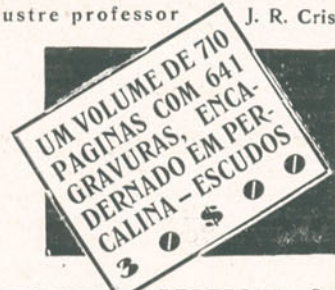 ustre professor J. R. Cris
UM VOLUME DE 710
PAGINAS COM 641
GRAVURAS, ENCA-
DERNADO EM PER-
CALINA — ESCUDOS
30$00